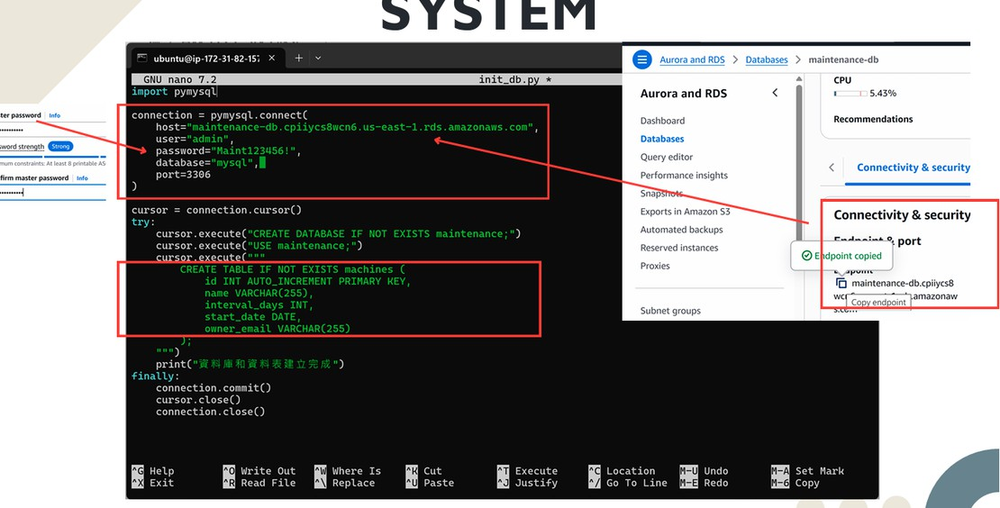 SYSTEM
ubuntu@ip-172-31-82-157
GNU nano 7.2 init_db.py *
import pymysql
connection = pymysql.connect(
host="maintenance-db.cpiiycs8wcn6.us-east-1.rds.amazonaws.com",
user="admin",
password="Maint123456!",
database="mysql",
port=3306
)
cursor = connection.cursor()
try:
cursor.execute("CREATE DATABASE IF NOT EXISTS maintenance;")
cursor.execute("USE maintenance;")
cursor.execute("""
CREATE TABLE IF NOT EXISTS machines (
id INT AUTO_INCREMENT PRIMARY KEY,
name VARCHAR(255),
interval_days INT,
start_date DATE,
owner_email VARCHAR(255)
);
""")
print("資料庫和資料表建立完成")
finally:
connection.commit()
cursor.close()
connection.close()
^G Help ^O Write Out ^W Where Is ^K Cut ^T Execute ^C Location M-U Undo M-A Set Mark
^X Exit ^R Read File ^\ Replace ^U Paste ^J Justify ^/ Go To Line M-E Redo M-6 Copy
ter password Info
sword strength Strong
mum constraints: At least 8 printable AS
firm master password Info
Aurora and RDS > Databases > maintenance-db
Aurora and RDS
Dashboard
Databases
Query editor
Performance insights
Snapshots
Exports in Amazon S3
Automated backups
Reserved instances
Proxies
Subnet groups
CPU
5.43%
Recommendations
Connectivity & security
Connectivity & security
Endpoint & port
Endpoint copied
Endpoint
maintenance-db.cpiiycs8
Copy endpoint